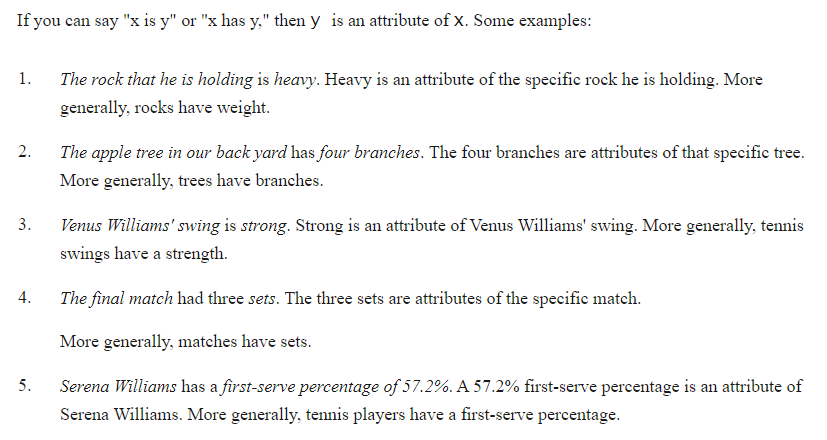 If you can say "x is y" or "x has y," then y is an attribute of x. Some examples:
1. The rock that he is holding is heavy. Heavy is an attribute of the specific rock he is holding. More
generally, rocks have weight.
2. The apple tree in our back yard has four branches. The four branches are attributes of that specific tree.
More generally, trees have branches.
3. Venus Williams' swing is strong. Strong is an attribute of Venus Williams' swing. More generally, tennis
swings have a strength.
4. The final match had three sets. The three sets are attributes of the specific match.
More generally, matches have sets.
5. Serena Williams has a first-serve percentage of 57.2%. A 57.2% first-serve percentage is an attribute of
Serena Williams. More generally, tennis players have a first-serve percentage.